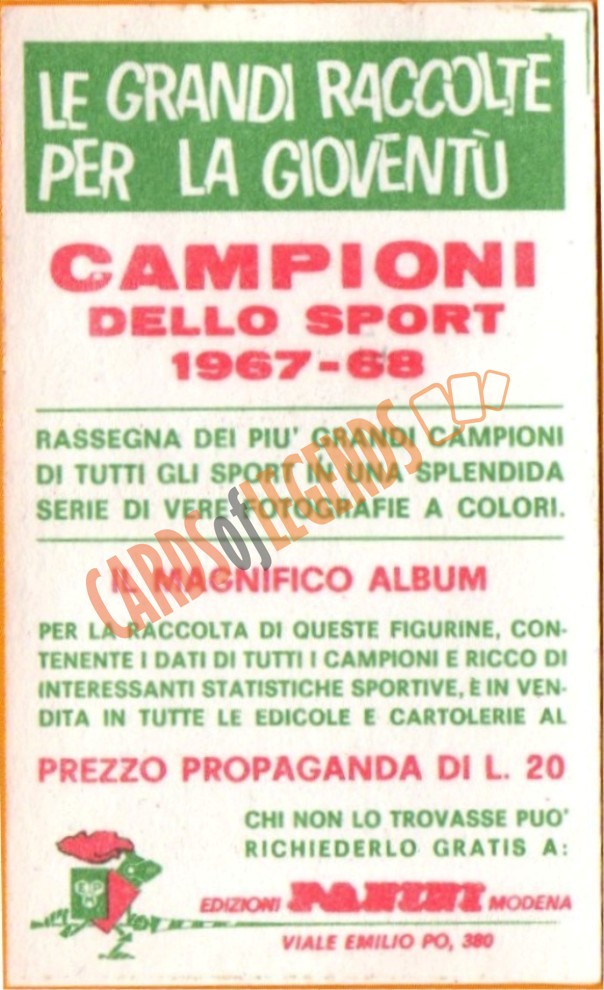 LE GRANDI RACCOLTE
PER LA GIOVENTÙ
CAMPIONI
DELLO SPORT
1967-68
RASSEGNA DEI PIU' GRANDI CAMPIONI
DI TUTTI GLI SPORT IN UNA SPLENDIDA
SERIE DI VERE FOTOGRAFIE A COLORI.
CARDS of LEGENDS
IL MAGNIFICO ALBUM
PER LA RACCOLTA DI QUESTE FIGURINE, CON-
TENENTE I DATI DI TUTTI I CAMPIONI E RICCO DI
INTERESSANTI STATISTICHE SPORTIVE, È IN VEN-
DITA IN TUTTE LE EDICOLE E CARTOLERIE AL
PREZZO PROPAGANDA DI L. 20
CHI NON LO TROVASSE PUO'
RICHIEDERLO GRATIS A:
EDIZIONI PANINI MODENA
VIALE EMILIO PO, 380